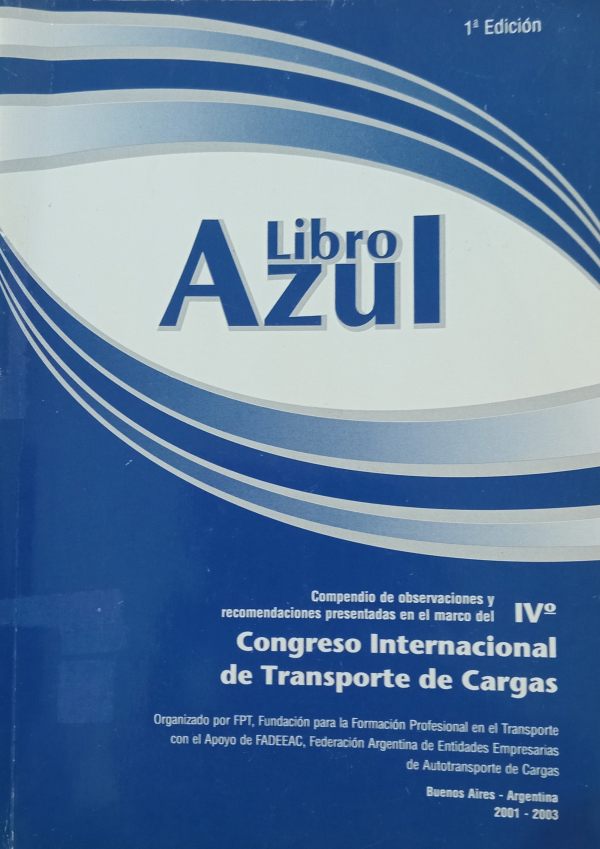 1ª Edición
Libro
Azul
Compendio de observaciones y
recomendaciones presentadas en el marco del IVº
Congreso Internacional
de Transporte de Cargas
Organizado por FPT, Fundación para la Formación Profesional en el Transporte
con el Apoyo de FADEEAC, Federación Argentina de Entidades Empresarias
de Autotransporte de Cargas
Buenos Aires - Argentina
2001 - 2003